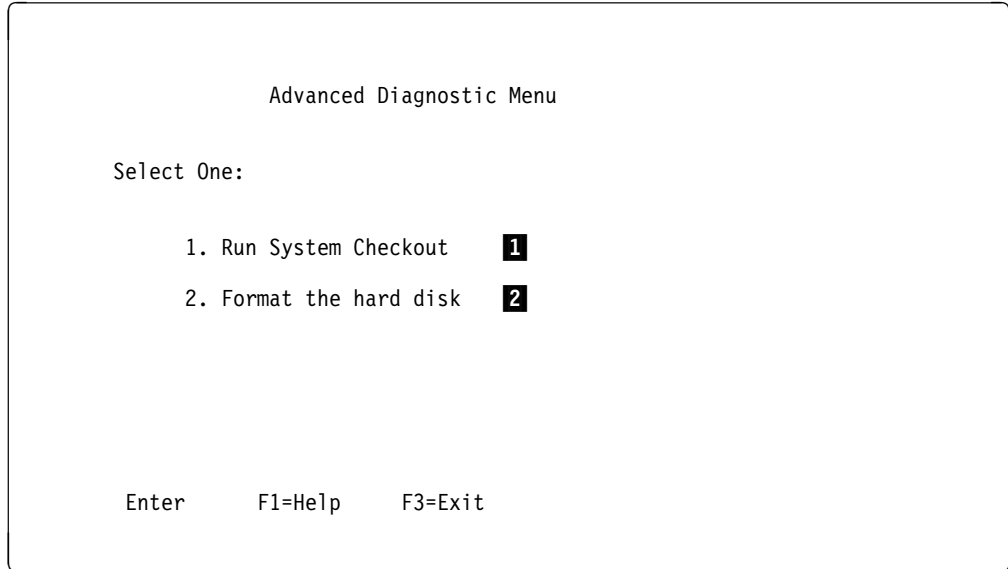 Advanced Diagnostic Menu
Select One:
1. Run System Checkout 1
2. Format the hard disk 2
Enter F1=Help F3=Exit